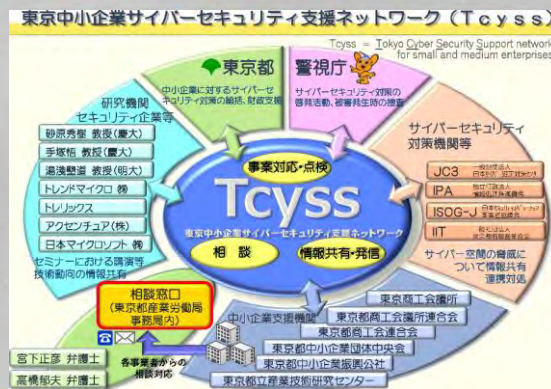 東京中小企業サイバーセキュリティ支援ネットワーク（Tcyss）
Tcyss = Tokyo Cyber Security Support network
for small and medium enterprises
東京都
中小企業に対するサイバーセ
キュリティ対策の統括、財政支援
警視庁
サイバーセキュリティ対策の
啓発活動、被害発生時の捜査
研究機関
セキュリティ企業等
砂原秀樹 教授（慶大）
手塚悟 教授（慶大）
湯淺墾道 教授（明大）
トレンドマイクロ ㈱
トレリックス
アクセンチュア(株)
日本マイクロソフト ㈱
セミナーにおける講演等
技術動向の情報共有
サイバーセキュリティ
対策機関等
JC3
IPA
ISOG-J
IIT
サイバー空間の脅威に
ついて情報共有
連携対処
事業対応・点検
Tcyss
東京中小企業サイバーセキュリティ支援ネットワーク
相 談
情報共有・発信
相談窓口
（東京都産業労働局
事務局内）
宮下正彦 弁護士
高橋郁夫 弁護士
各事業者からの
相談対応
中小企業支援機関
東京商工会議所
東京都商工会議所連合会
東京都商工会連合会
東京都中小企業団体中央会
東京都中小企業振興公社
東京都立産業技術研究センター